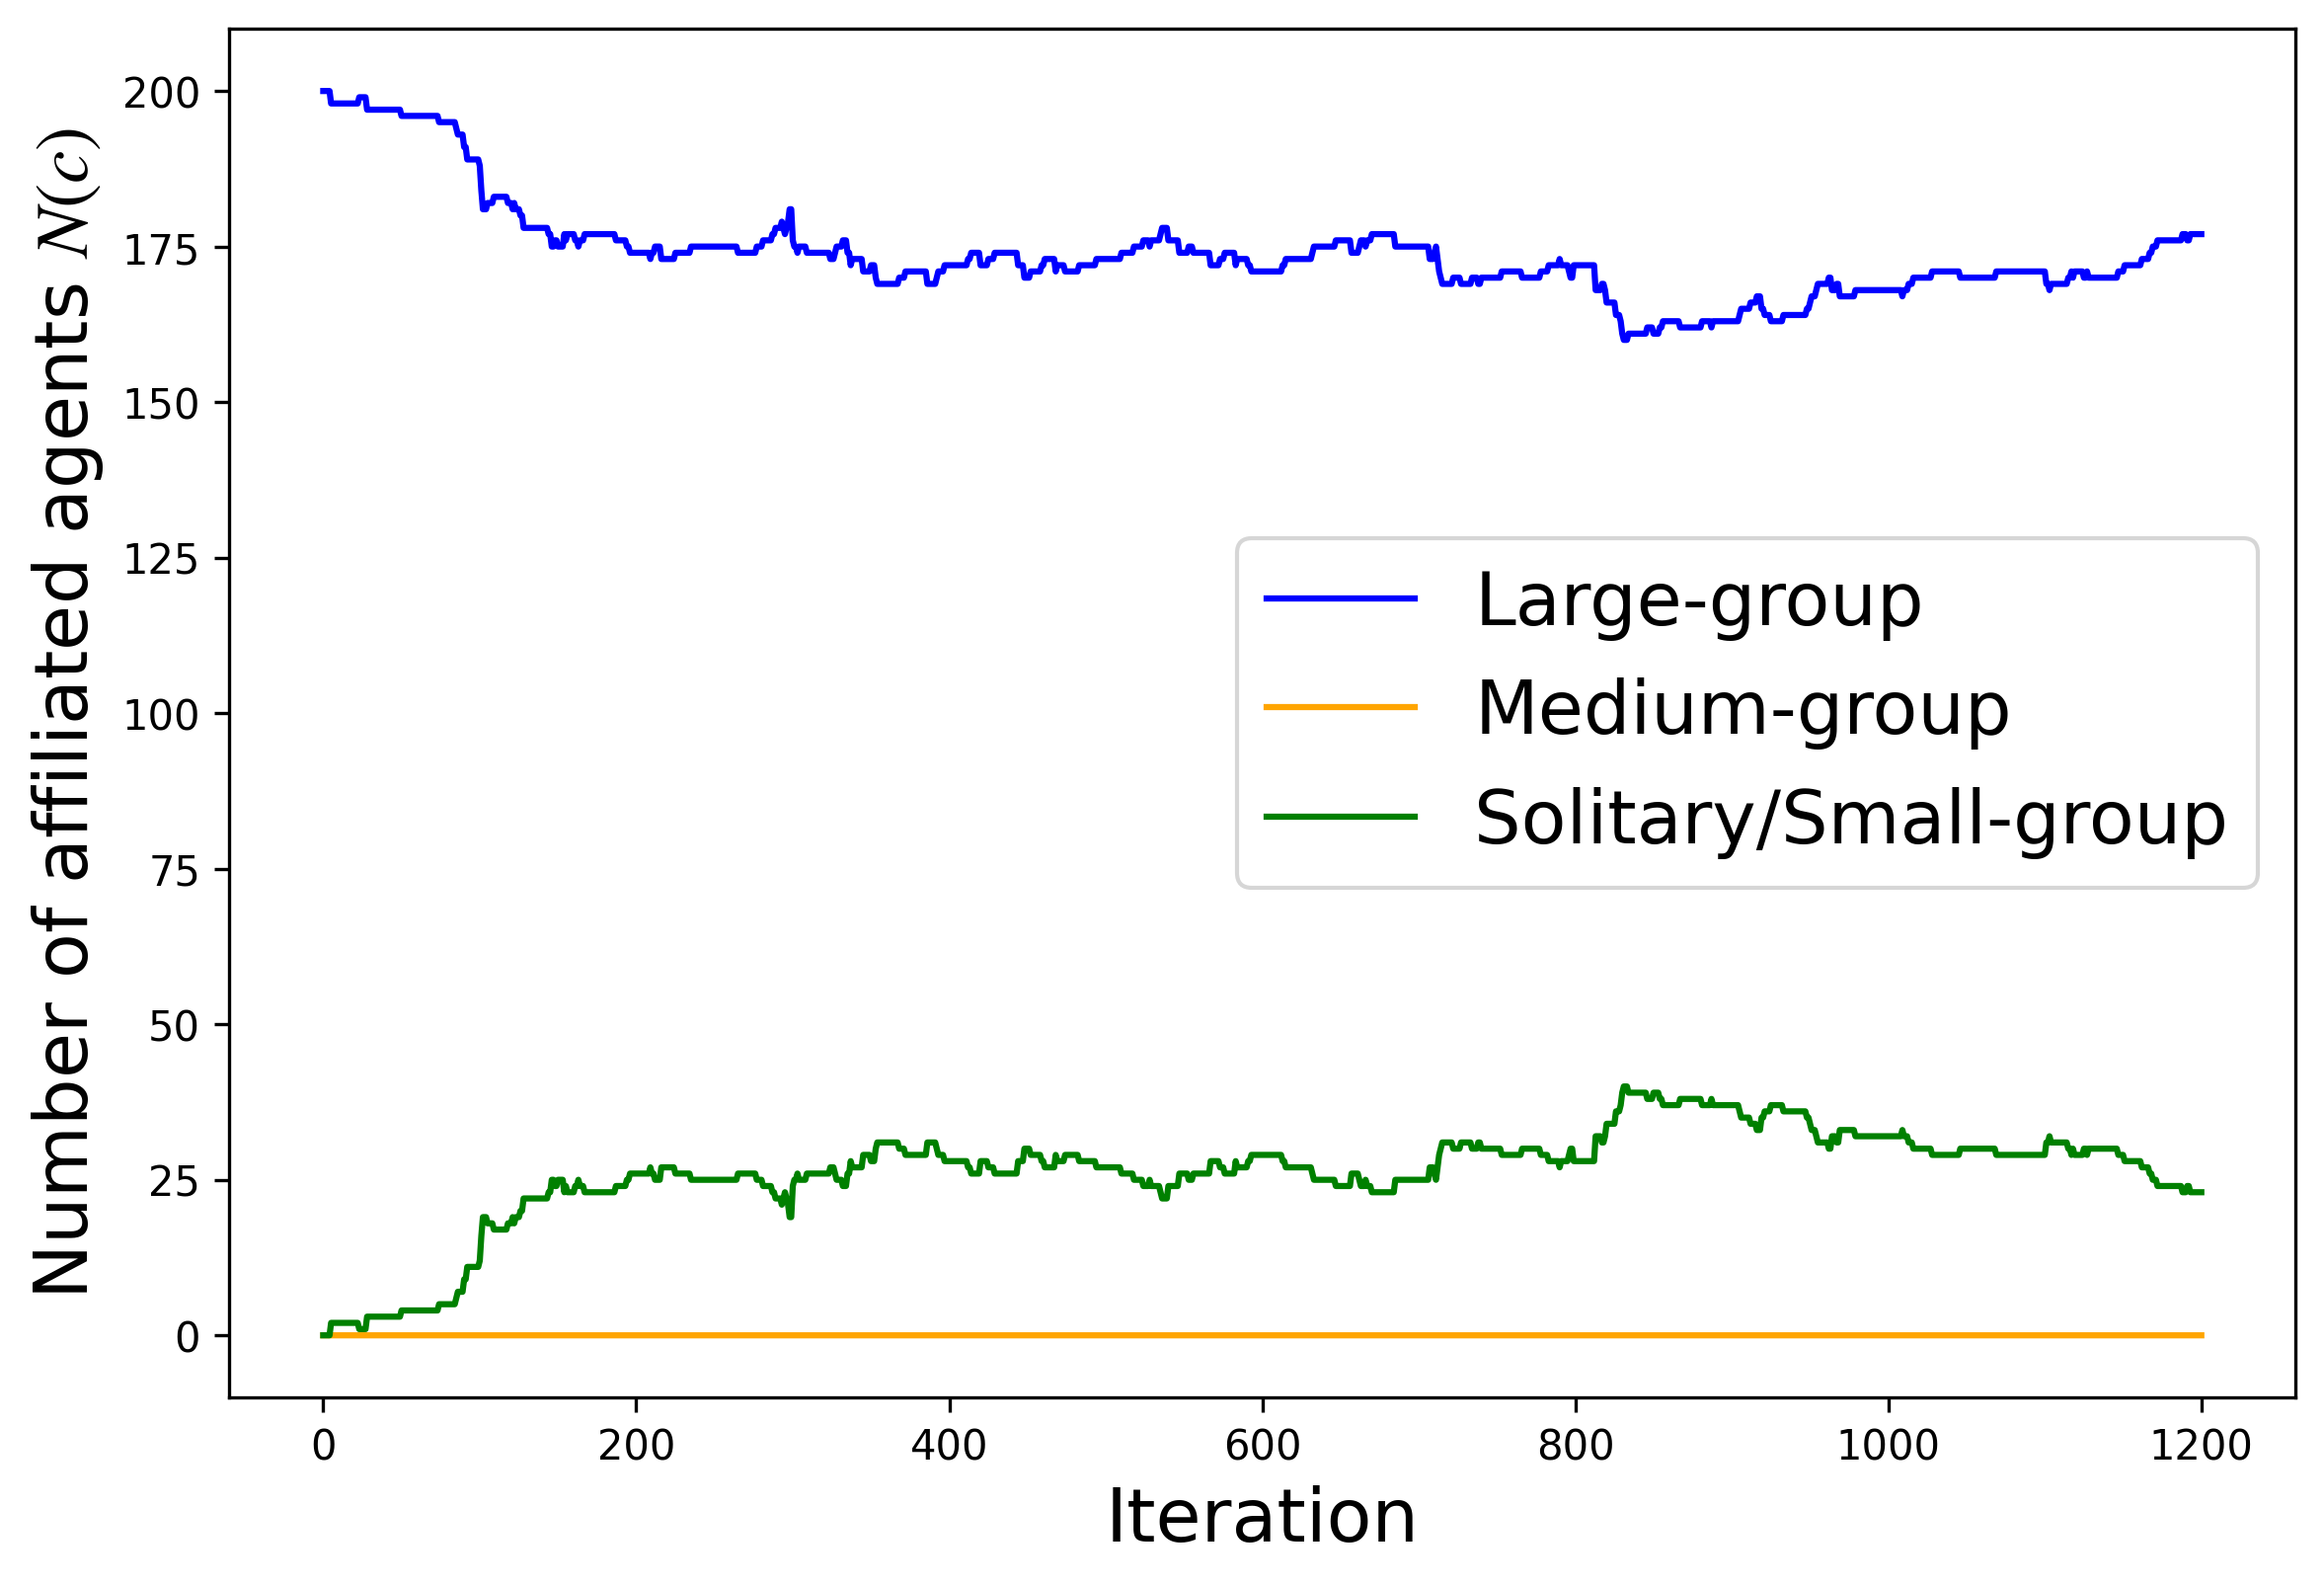 Number of affiliated agents N(c)
200
175
150
125
100
75
50
25
0
Large-group
Medium-group
Solitary/Small-group
0 200 400 600 800 1000 1200
Iteration